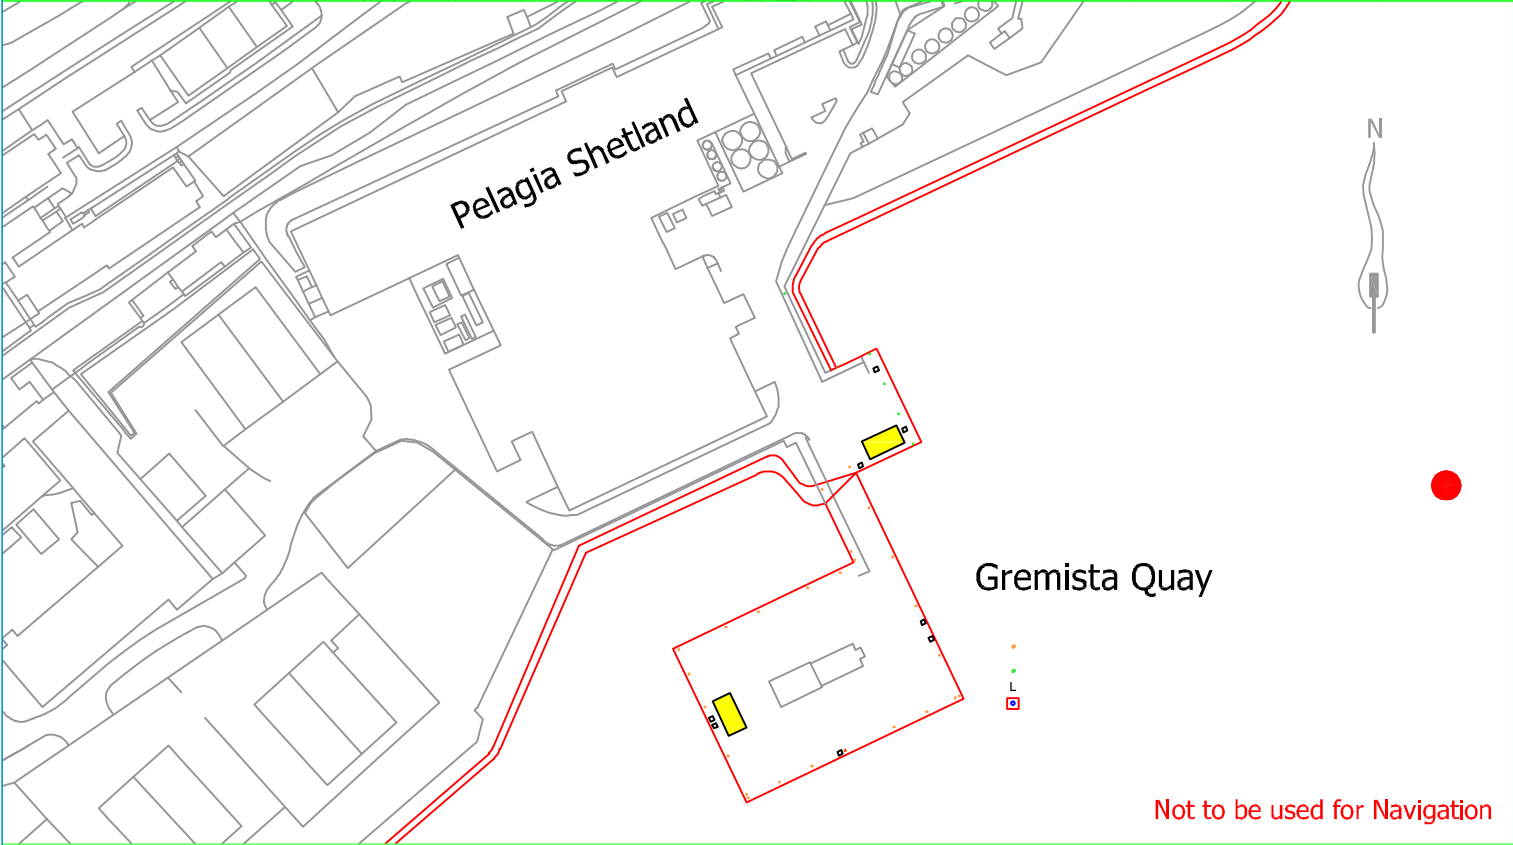 Pelagia Shetland
N
Gremista Quay
L
Not to be used for Navigation